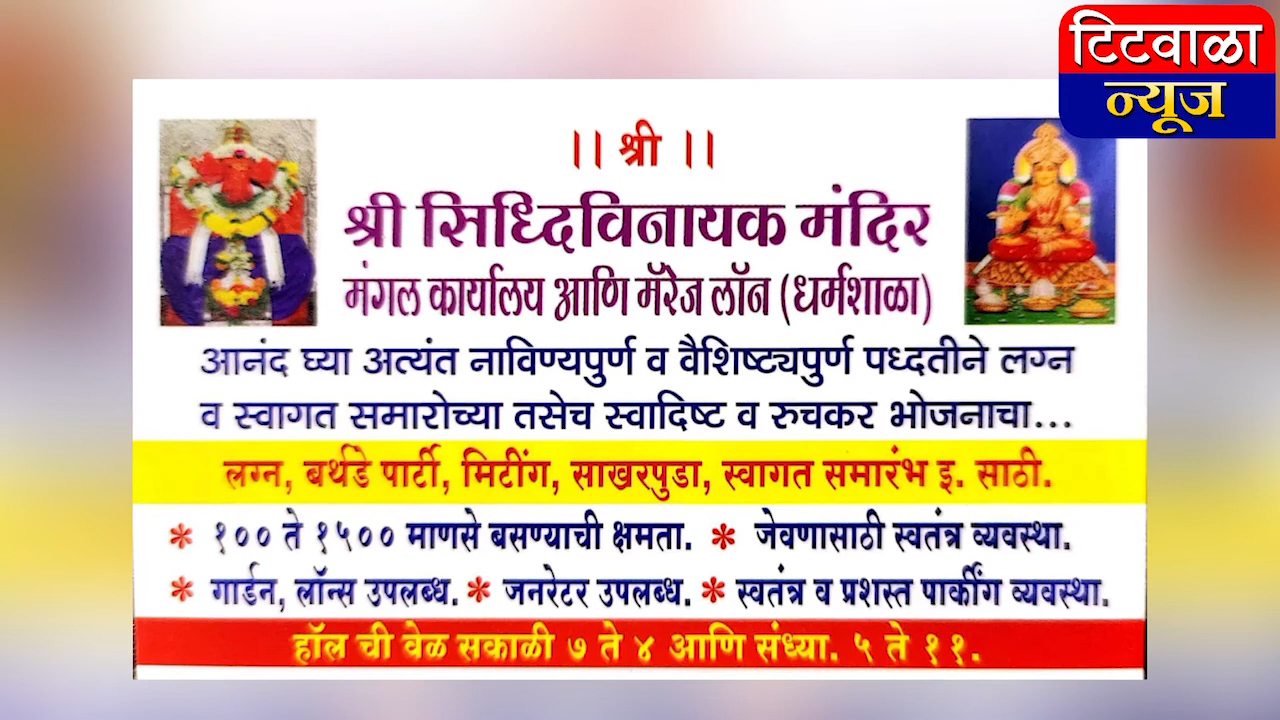 टिटवाळा
न्यूज
।। श्री ।।
श्री सिध्दिविनायक मंदिर
मंगल कार्यालय आणि मॅरेज लॉन (धर्मशाळा)
आनंद घ्या अत्यंत नाविण्यपुर्ण व वैशिष्ट्यपुर्ण पध्दतीने लग्न
व स्वागत समारोच्या तसेच स्वादिष्ट व रुचकर भोजनाचा...
लग्न, बर्थडे पार्टी, मिटींग, साखरपुडा, स्वागत समारंभ इ. साठी.
* १०० ते १५०० माणसे बसण्याची क्षमता. * जेवणासाठी स्वतंत्र व्यवस्था.
* गार्डन, लॉन्स उपलब्ध. * जनरेटर उपलब्ध. * स्वतंत्र व प्रशस्त पार्कींग व्यवस्था.
हॉल ची वेळ सकाळी ७ ते ४ आणि संध्या. ५ ते ११.